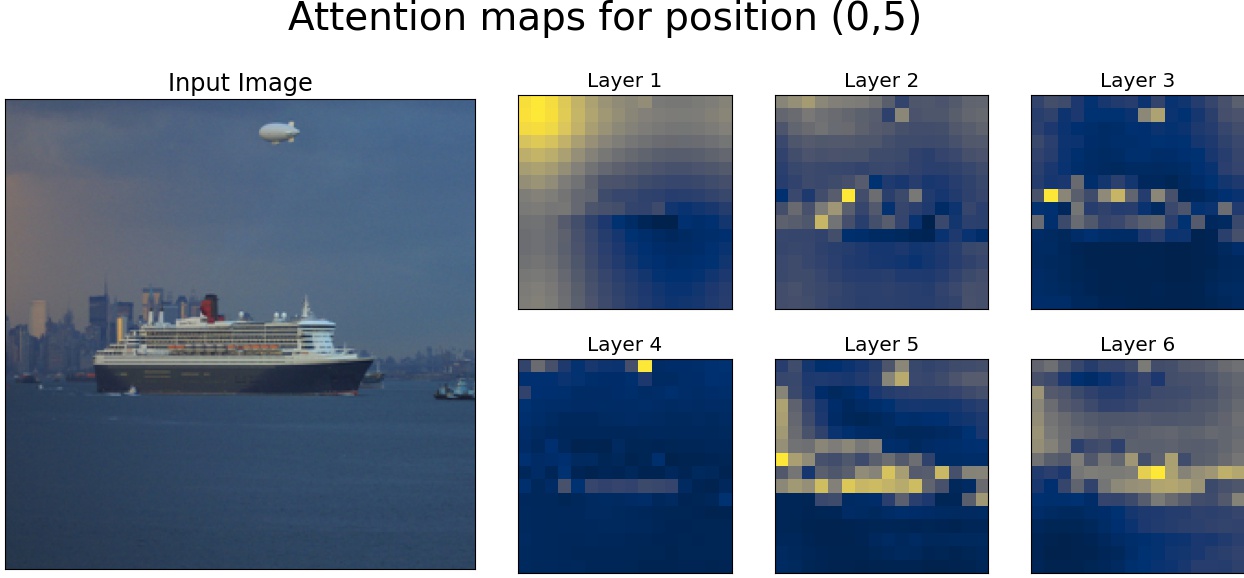 Attention maps for position (0,5)
Input Image
Layer 1
Layer 2
Layer 3
Layer 4
Layer 5
Layer 6